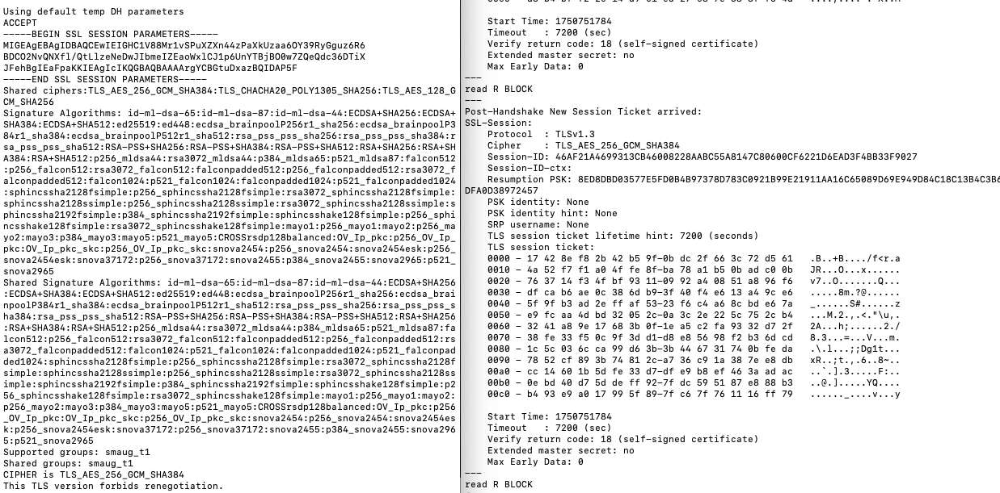 Using default temp DH parameters
ACCEPT
-----BEGIN SSL SESSION PARAMETERS-----
MIGEAgEBAgIDBAQCEwIEIGHC1V88Mr1vSPuXZXn44zPaXkUzaa6OY39RyGguz6R6
BDCO2NvQNXfl/QtLlzeNeDwJIbmeIZEaoWxlCJ1p6UnYTBjBO0w7ZQeQdc36DTiX
JFehBgIEaFpaKKIEAgIcIKQGBAQBAAAArgYCBGtuDxazBQIDAP5F
-----END SSL SESSION PARAMETERS-----
Shared ciphers:TLS_AES_256_GCM_SHA384:TLS_CHACHA20_POLY1305_SHA256:TLS_AES_128_G
CM_SHA256
Signature Algorithms: id-ml-dsa-65:id-ml-dsa-87:id-ml-dsa-44:ECDSA+SHA256:ECDSA+
SHA384:ECDSA+SHA512:ed25519:ed448:ecdsa_brainpoolP256r1_sha256:ecdsa_brainpoolP3
84r1_sha384:ecdsa_brainpoolP512r1_sha512:rsa_pss_pss_sha256:rsa_pss_pss_sha384:r
sa_pss_pss_sha512:RSA-PSS+SHA256:RSA-PSS+SHA384:RSA-PSS+SHA512:RSA+SHA256:RSA+SH
A384:RSA+SHA512:p256_mldsa44:rsa3072_mldsa44:p384_mldsa65:p521_mldsa87:falcon512
:p256_falcon512:rsa3072_falcon512:falconpadded512:p256_falconpadded512:rsa3072_f
alconpadded512:falcon1024:p521_falcon1024:falconpadded1024:p521_falconpadded1024
:sphincssha2128fsimple:p256_sphincssha2128fsimple:rsa3072_sphincssha2128fsimple:
sphincssha2128ssimple:p256_sphincssha2128ssimple:rsa3072_sphincssha2128ssimple:s
phincssha2192fsimple:p384_sphincssha2192fsimple:sphincsshake128fsimple:p256_sphi
ncsshake128fsimple:rsa3072_sphincsshake128fsimple:mayo1:p256_mayo1:mayo2:p256_ma
yo2:mayo3:p384_mayo3:mayo5:p521_mayo5:CROSSrsdp128balanced:OV_Ip_pkc:p256_OV_Ip_
pkc:OV_Ip_pkc_skc:p256_OV_Ip_pkc_skc:snova2454:p256_snova2454:snova2454esk:p256_
snova2454esk:snova37172:p256_snova37172:snova2455:p384_snova2455:snova2965:p521_
snova2965
Shared Signature Algorithms: id-ml-dsa-65:id-ml-dsa-87:id-ml-dsa-44:ECDSA+SHA256
:ECDSA+SHA384:ECDSA+SHA512:ed25519:ed448:ecdsa_brainpoolP256r1_sha256:ecdsa_brai
npoolP384r1_sha384:ecdsa_brainpoolP512r1_sha512:rsa_pss_pss_sha256:rsa_pss_pss_s
ha384:rsa_pss_pss_sha512:RSA-PSS+SHA256:RSA-PSS+SHA384:RSA-PSS+SHA512:RSA+SHA256
:RSA+SHA384:RSA+SHA512:p256_mldsa44:rsa3072_mldsa44:p384_mldsa65:p521_mldsa87:fa
lcon512:p256_falcon512:rsa3072_falcon512:falconpadded512:p256_falconpadded512:rs
a3072_falconpadded512:falcon1024:p521_falcon1024:falconpadded1024:p521_falconpad
ded1024:sphincssha2128fsimple:p256_sphincssha2128fsimple:rsa3072_sphincssha2128f
simple:sphincssha2128ssimple:p256_sphincssha2128ssimple:rsa3072_sphincssha2128ss
imple:sphincssha2192fsimple:p384_sphincssha2192fsimple:sphincsshake128fsimple:p2
56_sphincsshake128fsimple:rsa3072_sphincsshake128fsimple:mayo1:p256_mayo1:mayo2:
p256_mayo2:mayo3:p384_mayo3:mayo5:p521_mayo5:CROSSrsdp128balanced:OV_Ip_pkc:p256
_OV_Ip_pkc:OV_Ip_pkc_skc:p256_OV_Ip_pkc_skc:snova2454:p256_snova2454:snova2454es
k:p256_snova2454esk:snova37172:p256_snova37172:snova2455:p384_snova2455:snova296
5:p521_snova2965
Supported groups: smaug_t1
Shared groups: smaug_t1
CIPHER is TLS_AES_256_GCM_SHA384
This TLS version forbids renegotiation.
Start Time: 1750751784
Timeout   : 7200 (sec)
Verify return code: 18 (self-signed certificate)
Extended master secret: no
Max Early Data: 0
---
read R BLOCK
---
Post-Handshake New Session Ticket arrived:
SSL-Session:
Protocol  : TLSv1.3
Cipher    : TLS_AES_256_GCM_SHA384
Session-ID: 46AF21A4699313CB46008228AABC55A8147C80600CF6221D6EAD3F4BB33F9027
Session-ID-ctx:
Resumption PSK: 8ED8DBD03577E5FD0B4B97378D783C0921B99E21911AA16C65089D69E949D84C18C13B4C3B6
DFA0D38972457
PSK identity: None
PSK identity hint: None
SRP username: None
TLS session ticket lifetime hint: 7200 (seconds)
TLS session ticket:
0000 - 17 42 8e f8 2b 42 b5 9f-0b dc 2f 66 3c 72 d5 61   .B..+B..../f<r.a
0010 - 4a 52 f7 f1 a0 4f fe 8f-ba 78 a1 b5 0b ad c0 0b   JR...O...x......
0020 - 76 37 14 f3 4f bf 93 11-09 92 a4 08 51 a8 96 f6   v7..O.......Q...
0030 - df ca b6 ae 0c 38 6d b9-3f 40 f4 e6 13 4a 9c e6   .....8m.?@...J..
0040 - 5f 9f b3 ad 2e ff af 53-23 f6 c4 a6 8c bd e6 7a   _......S#......z
0050 - e9 fc aa 4d bd 32 05 2c-0a 3c 2e 22 5c 75 2c b4   ...M.2.,.<."\u,.
0060 - 32 41 a8 9e 17 68 3b 0f-1e a5 c2 fa 93 32 d7 2f   2A...h;......2./
0070 - 38 fe 33 f5 0c 9f 3d d1-d8 e8 56 98 f2 b3 6d cd   8.3...=...V...m.
0080 - 1c 5c 03 6c ca 99 d6 3b-3b 44 67 31 74 0b fe da   .\.l...;;Dg1t...
0090 - 78 52 cf 89 3b 74 81 2c-a7 36 c9 1a 38 7e e8 db   xR..;t.,.6..8~..
00a0 - cc 14 60 1b 5d fe 33 d7-df e9 b8 ef 46 3a ad ac   ..`.].3.....F:..
00b0 - 0e bd 40 d7 5d de ff 92-7f dc 59 51 87 e8 88 b3   ..@.].....YQ....
00c0 - b4 93 e9 a0 17 99 5f 89-7f c6 7f 76 11 16 ff 79   ......_....v...y
Start Time: 1750751784
Timeout   : 7200 (sec)
Verify return code: 18 (self-signed certificate)
Extended master secret: no
Max Early Data: 0
---
read R BLOCK